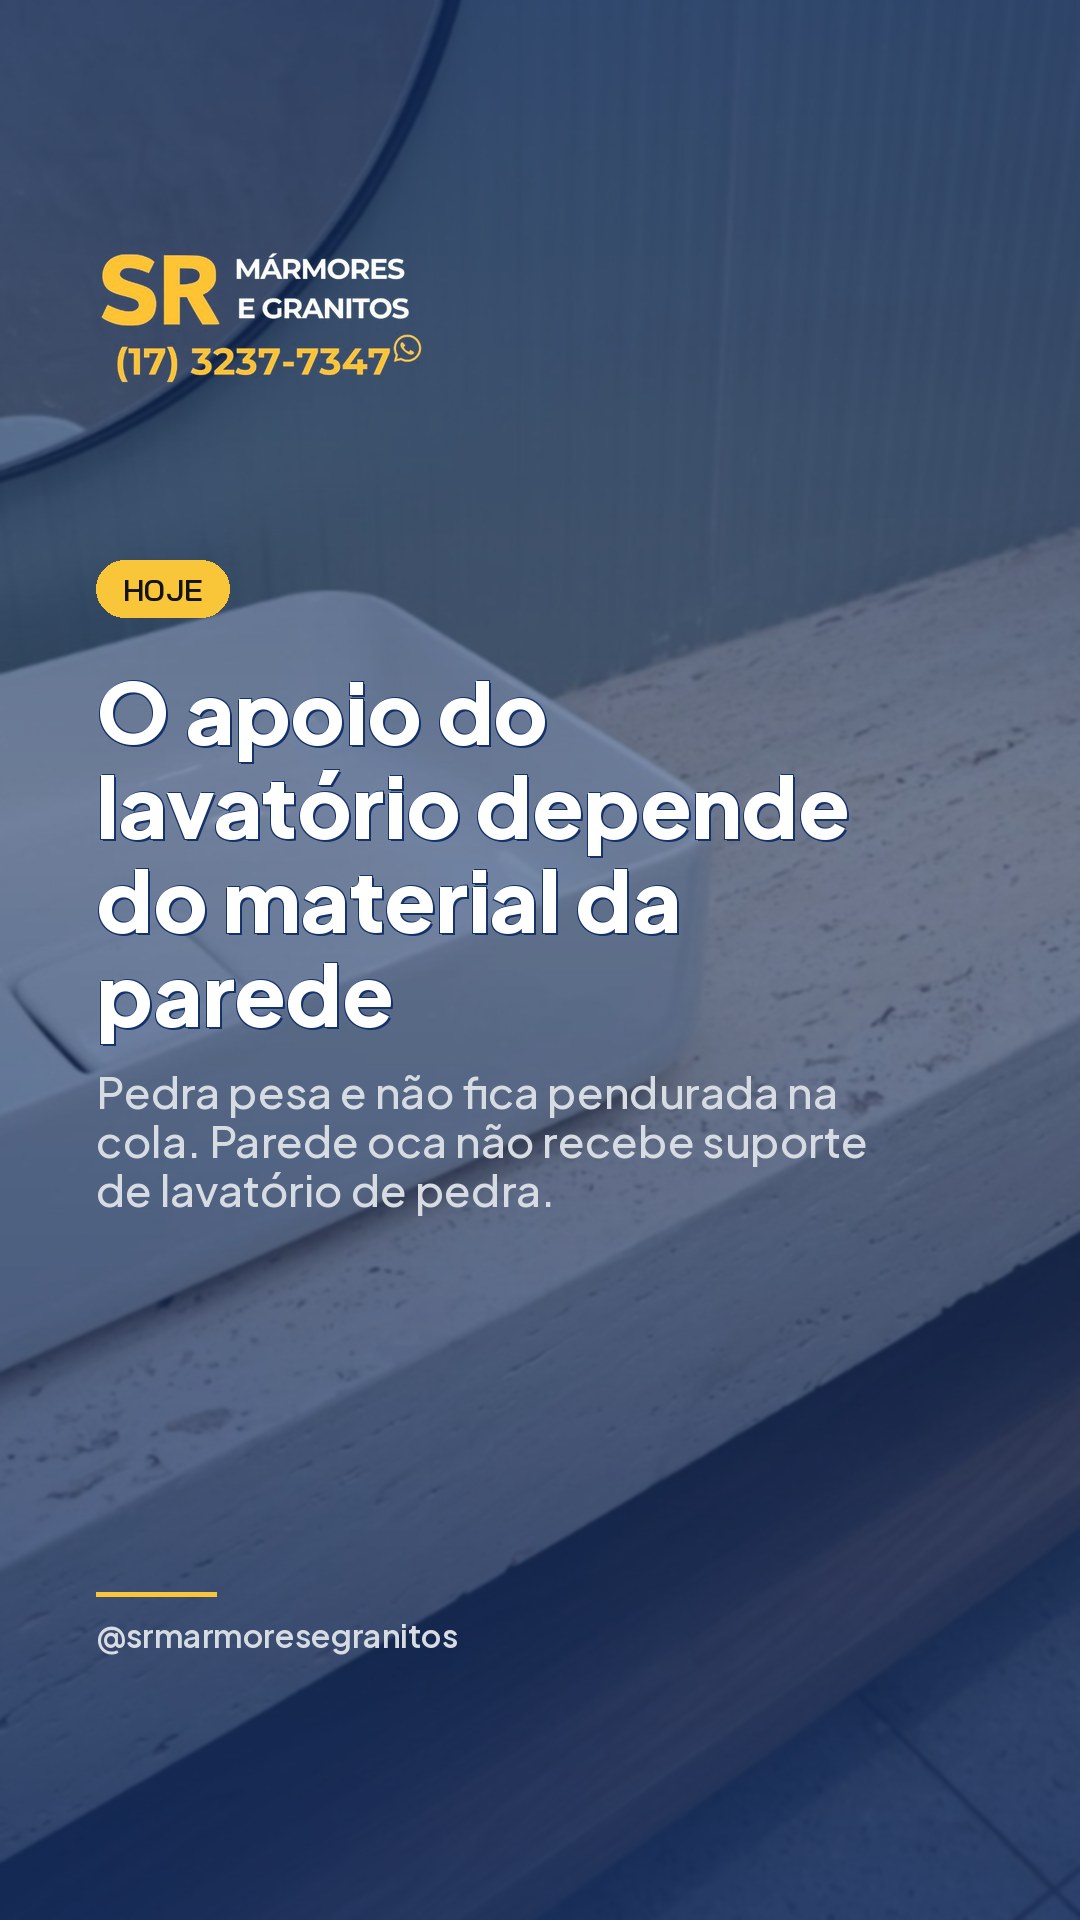 SR MÁRMORES
E GRANITOS
(17) 3237-7347
HOJE
O apoio do
lavatório depende
do material da
parede
Pedra pesa e não fica pendurada na
cola. Parede oca não recebe suporte
de lavatório de pedra.
@srmarmoresegranitos